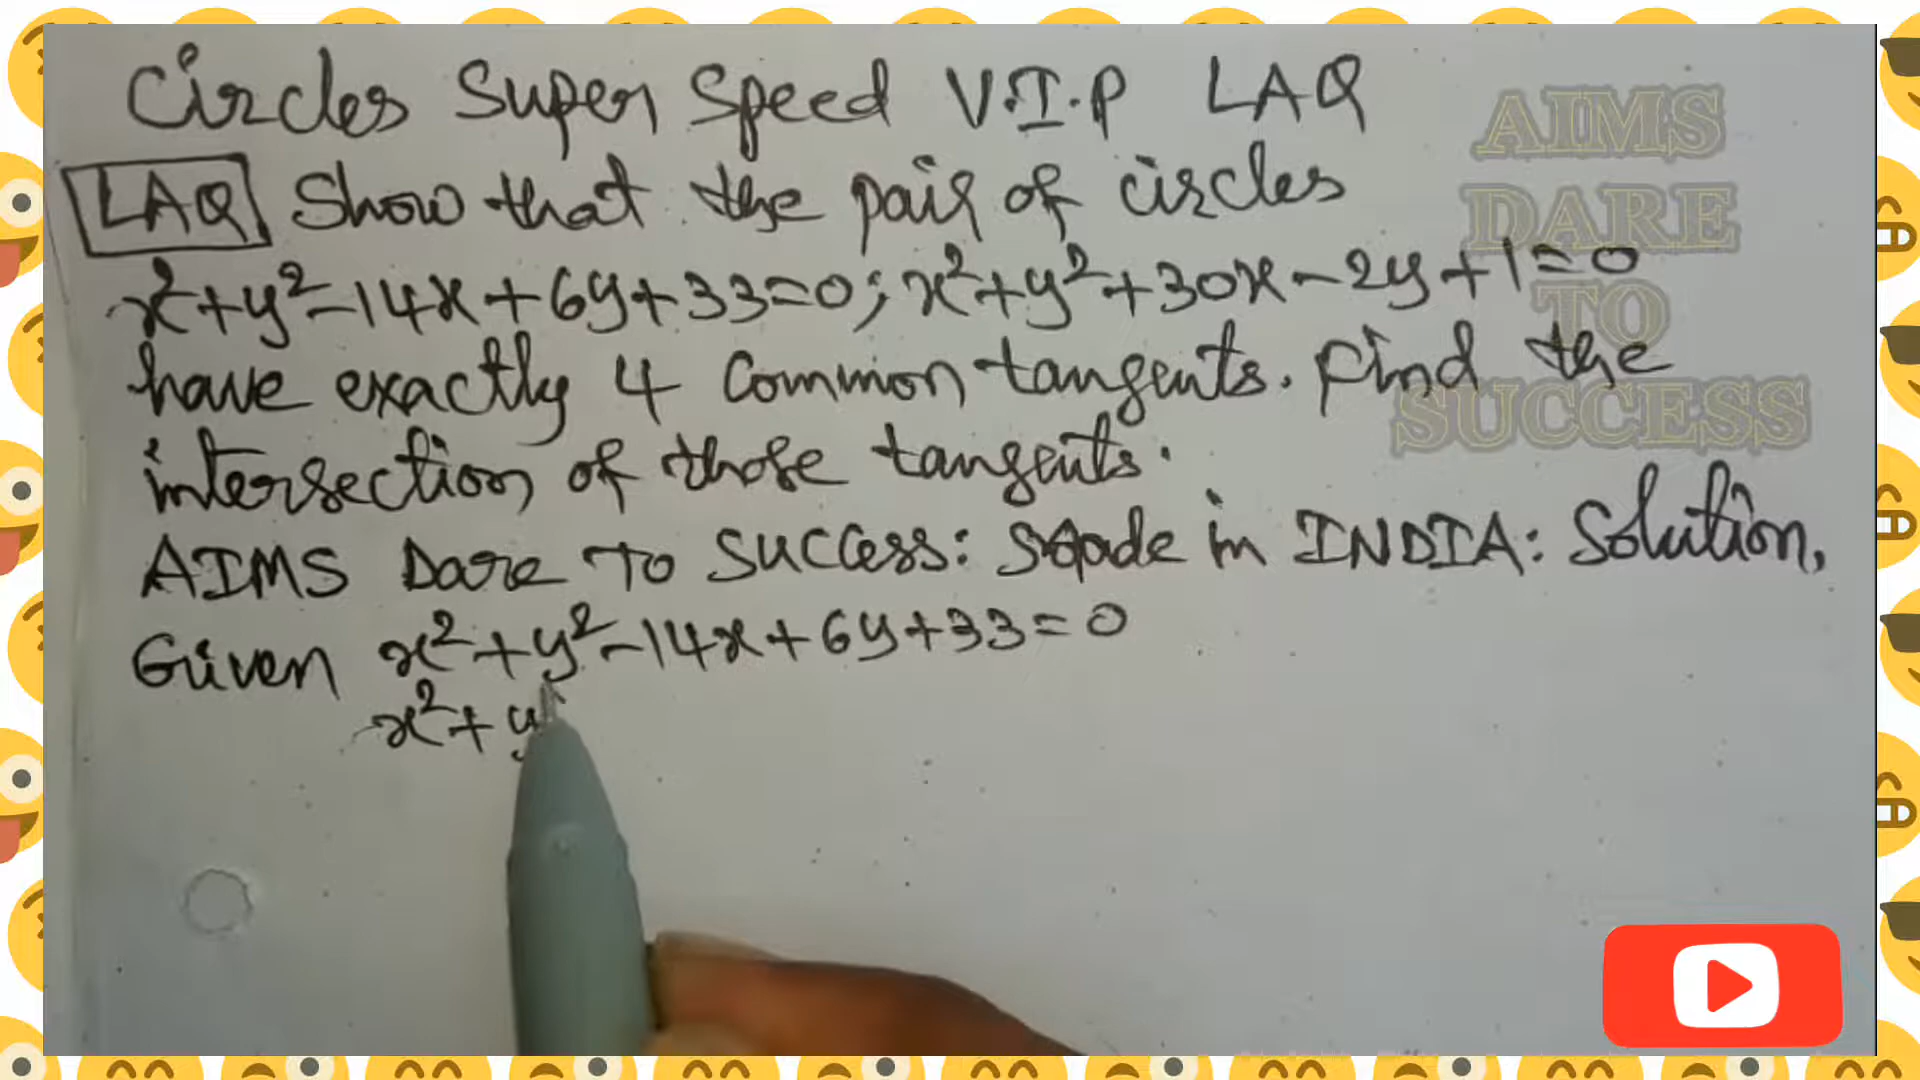 Circles Super Speed V.I.P LAQ
LAQ Show that the pair of circles
x²+y²-14x+6y+33=0; x²+y²+30x-2y+1=0
have exactly 4 common tangents. Find the
intersection of those tangents.
AIMS Dare To Success: Made in INDIA: Solution,
Given x²+y²-14x+6y+33=0
x²+y
AIMS
DARE
TO
SUCCESS